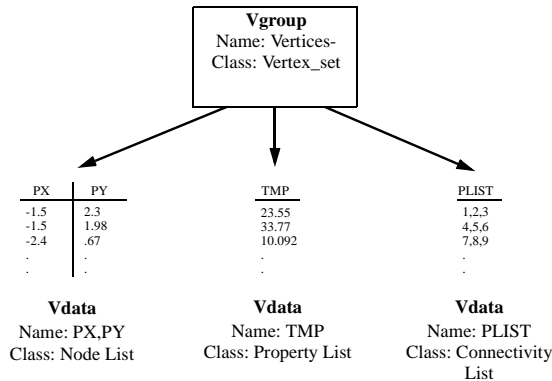 Vgroup
Name: Vertices-
Class: Vertex_set
PX PY
-1.5 2.3
-1.5 1.98
-2.4 .67
. .
. .
TMP
23.55
33.77
10.092
.
.
PLIST
1,2,3
4,5,6
7,8,9
.
.
Vdata
Name: PX,PY
Class: Node List
Vdata
Name: TMP
Class: Property List
Vdata
Name: PLIST
Class: Connectivity
List